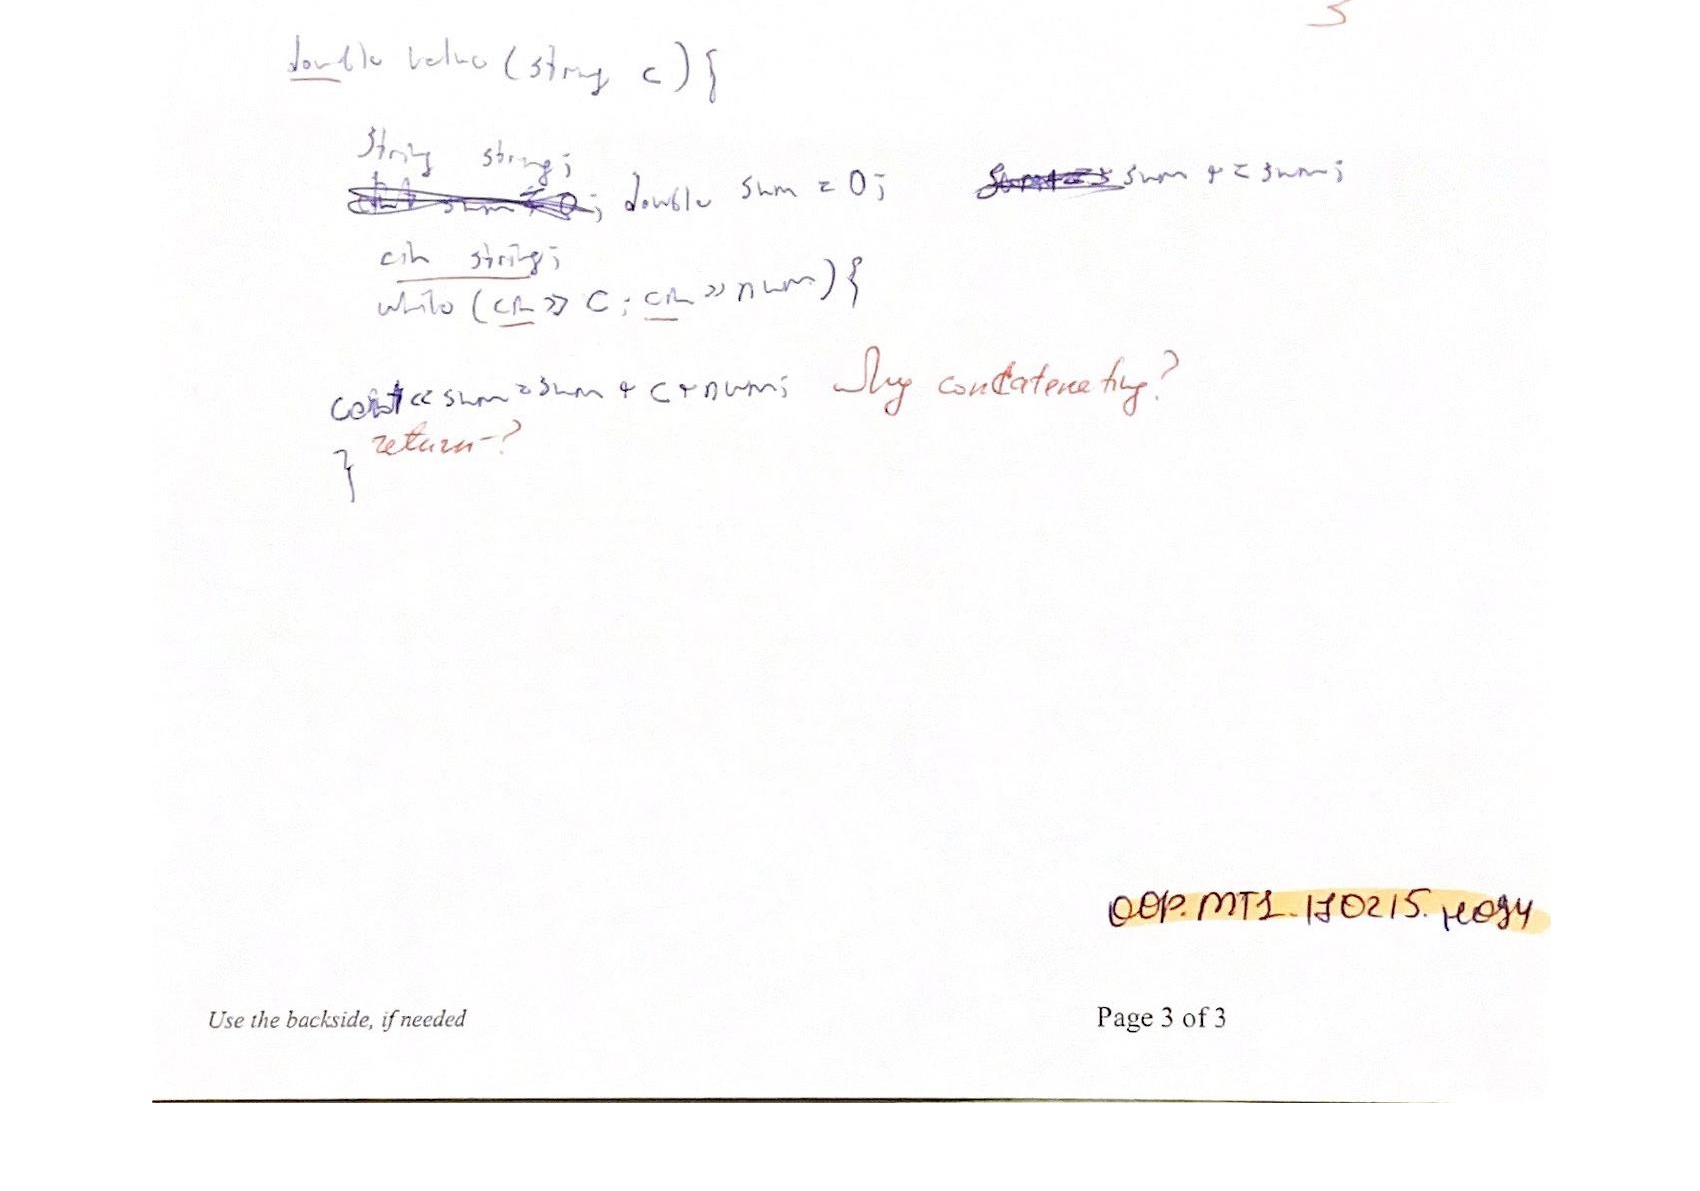 5
double value (string c) {
String string;
double sum = 0; sum += sum;
cin string;
while (cin >> c; cin >> num) {
cout << sum = sum + c + num; Why concatenating?
return-?
}
OOP.MT1.170215.
Use the backside, if needed
Page 3 of 3